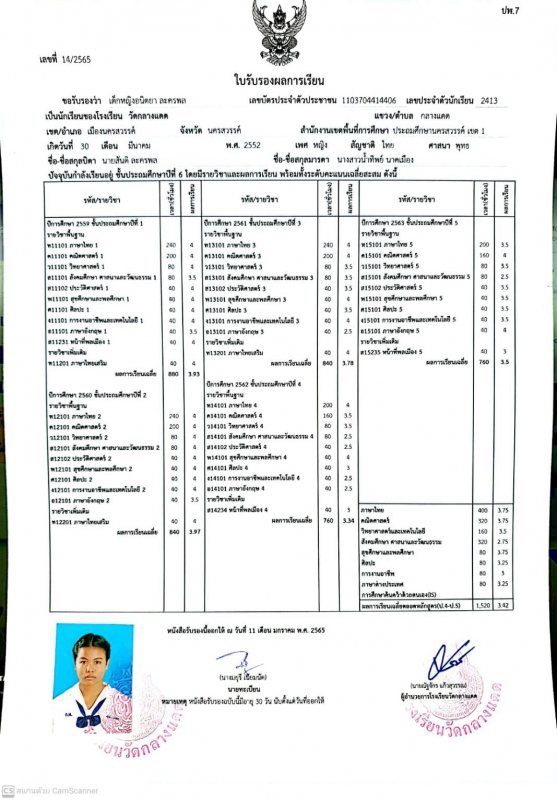 ปพ.7
เลขที่ 14/2565
ใบรับรองผลการเรียน
ขอรับรองว่า เด็กหญิงอนิตยา ละครพล เลขบัตรประจำตัวประชาชน 1103704414406 เลขประจำตัวนักเรียน 2413
เป็นนักเรียนของโรงเรียน วัดกลางแดด แขวง/ตำบล กลางแดด
เขต/อำเภอ เมืองนครสวรรค์ จังหวัด นครสวรรค์ สำนักงานเขตพื้นที่การศึกษา ประถมศึกษานครสวรรค์ เขต 1
เกิดวันที่ 30 เดือน มีนาคม พ.ศ. 2552 เพศ หญิง สัญชาติ ไทย ศาสนา พุทธ
ชื่อ-ชื่อสกุลบิดา นายสันติ ละครพล ชื่อ-ชื่อสกุลมารดา นางสาวน้ำทิพย์ นาคเมือง
ปัจจุบันกำลังเรียนอยู่ ชั้นประถมศึกษาปีที่ 6 โดยมีรายวิชาและผลการเรียน พร้อมทั้งระดับคะแนนเฉลี่ยสะสม ดังนี้
รหัส/รายวิชา เวลา(ชั่วโมง) ผลการเรียน
ปีการศึกษา 2559 ชั้นประถมศึกษาปีที่ 1
รายวิชาพื้นฐาน
ท11101 ภาษาไทย 1 240 4
ค11101 คณิตศาสตร์ 1 200 4
ว11101 วิทยาศาสตร์ 1 80 4
ส11101 สังคมศึกษา ศาสนาและวัฒนธรรม 1 80 4
ส11102 ประวัติศาสตร์ 1 40 4
พ11101 สุขศึกษาและพลศึกษา 1 40 4
ศ11101 ศิลปะ 1 40 4
ง11101 การงานอาชีพและเทคโนโลยี 1 40 4
อ11101 ภาษาอังกฤษ 1 40 3.5
ส11231 หน้าที่พลเมือง 1 40 4
รายวิชาเพิ่มเติม
ท11201 ภาษาไทยเสริม 40 4
ผลการเรียนเฉลี่ย 880 3.93
ปีการศึกษา 2560 ชั้นประถมศึกษาปีที่ 2
รายวิชาพื้นฐาน
ท12101 ภาษาไทย 2 240 4
ค12101 คณิตศาสตร์ 2 200 4
ว12101 วิทยาศาสตร์ 2 80 4
ส12101 สังคมศึกษา ศาสนาและวัฒนธรรม 2 80 4
ส12102 ประวัติศาสตร์ 2 40 4
พ12101 สุขศึกษาและพลศึกษา 2 40 4
ศ12101 ศิลปะ 2 40 4
ง12101 การงานอาชีพและเทคโนโลยี 2 40 4
อ12101 ภาษาอังกฤษ 2 40 3.5
รายวิชาเพิ่มเติม
ท12201 ภาษาไทยเสริม 40 4
ผลการเรียนเฉลี่ย 840 3.97
รหัส/รายวิชา เวลา(ชั่วโมง) ผลการเรียน
ปีการศึกษา 2561 ชั้นประถมศึกษาปีที่ 3
รายวิชาพื้นฐาน
ท13101 ภาษาไทย 3 200 4
ค13101 คณิตศาสตร์ 3 200 4
ว13101 วิทยาศาสตร์ 3 80 4
ส13101 สังคมศึกษา ศาสนาและวัฒนธรรม 3 80 3.5
ส13102 ประวัติศาสตร์ 3 40 4
พ13101 สุขศึกษาและพลศึกษา 3 40 4
ศ13101 ศิลปะ 3 40 4
ง13101 การงานอาชีพและเทคโนโลยี 3 40 4
อ13101 ภาษาอังกฤษ 3 40 2.5
รายวิชาเพิ่มเติม
ท13201 ภาษาไทยเสริม 40 4
ผลการเรียนเฉลี่ย 840 3.78
ปีการศึกษา 2562 ชั้นประถมศึกษาปีที่ 4
รายวิชาพื้นฐาน
ท14101 ภาษาไทย 4 200 4
ค14101 คณิตศาสตร์ 4 160 3.5
ว14101 วิทยาศาสตร์ 4 80 3.5
ส14101 สังคมศึกษา ศาสนาและวัฒนธรรม 4 80 2.5
ส14102 ประวัติศาสตร์ 4 40 2.5
พ14101 สุขศึกษาและพลศึกษา 4 40 4
ศ14101 ศิลปะ 4 40 3
ง14101 การงานอาชีพและเทคโนโลยี 4 40 2.5
อ14101 ภาษาอังกฤษ 4 40 2.5
รายวิชาเพิ่มเติม
ส14234 หน้าที่พลเมือง 4 40 3
ผลการเรียนเฉลี่ย 760 3.34
รหัส/รายวิชา เวลา(ชั่วโมง) ผลการเรียน
ปีการศึกษา 2563 ชั้นประถมศึกษาปีที่ 5
รายวิชาพื้นฐาน
ท15101 ภาษาไทย 5 200 3.5
ค15101 คณิตศาสตร์ 5 160 4
ว15101 วิทยาศาสตร์ 5 80 3.5
ส15101 สังคมศึกษา ศาสนาและวัฒนธรรม 5 80 2.5
ส15102 ประวัติศาสตร์ 5 40 3.5
พ15101 สุขศึกษาและพลศึกษา 5 40 4
ศ15101 ศิลปะ 5 40 3.5
ง15101 การงานอาชีพและเทคโนโลยี 5 40 3.5
อ15101 ภาษาอังกฤษ 5 40 4
รายวิชาเพิ่มเติม
ส15235 หน้าที่พลเมือง 5 40 3
ผลการเรียนเฉลี่ย 760 3.5
ภาษาไทย 400 3.75
คณิตศาสตร์ 320 3.75
วิทยาศาสตร์และเทคโนโลยี 160 3.5
สังคมศึกษา ศาสนาและวัฒนธรรม 320 2.75
สุขศึกษาและพลศึกษา 80 3.75
ศิลปะ 80 3.25
การงานอาชีพ 80 3
ภาษาต่างประเทศ 80 3.25
การศึกษาค้นคว้าด้วยตนเอง(IS)
ผลการเรียนเฉลี่ยตลอดหลักสูตร(ป.4-ป.5) 1,520 3.42
หนังสือรับรองนี้ออกให้ ณ วันที่ 11 เดือน มกราคม พ.ศ. 2565
นายทะเบียน
หมายเหตุ หนังสือรับรองฉบับนี้มีอายุ 30 วัน นับตั้งแต่วันที่ออกให้
(นายณัฐจักร แก้วสุวรรณ)
ผู้อำนวยการโรงเรียนวัดกลางแดด
โรงเรียนวัดกลางแดด
โรงเรียนวัดกลางแดด
CS สแกนด้วย CamScanner